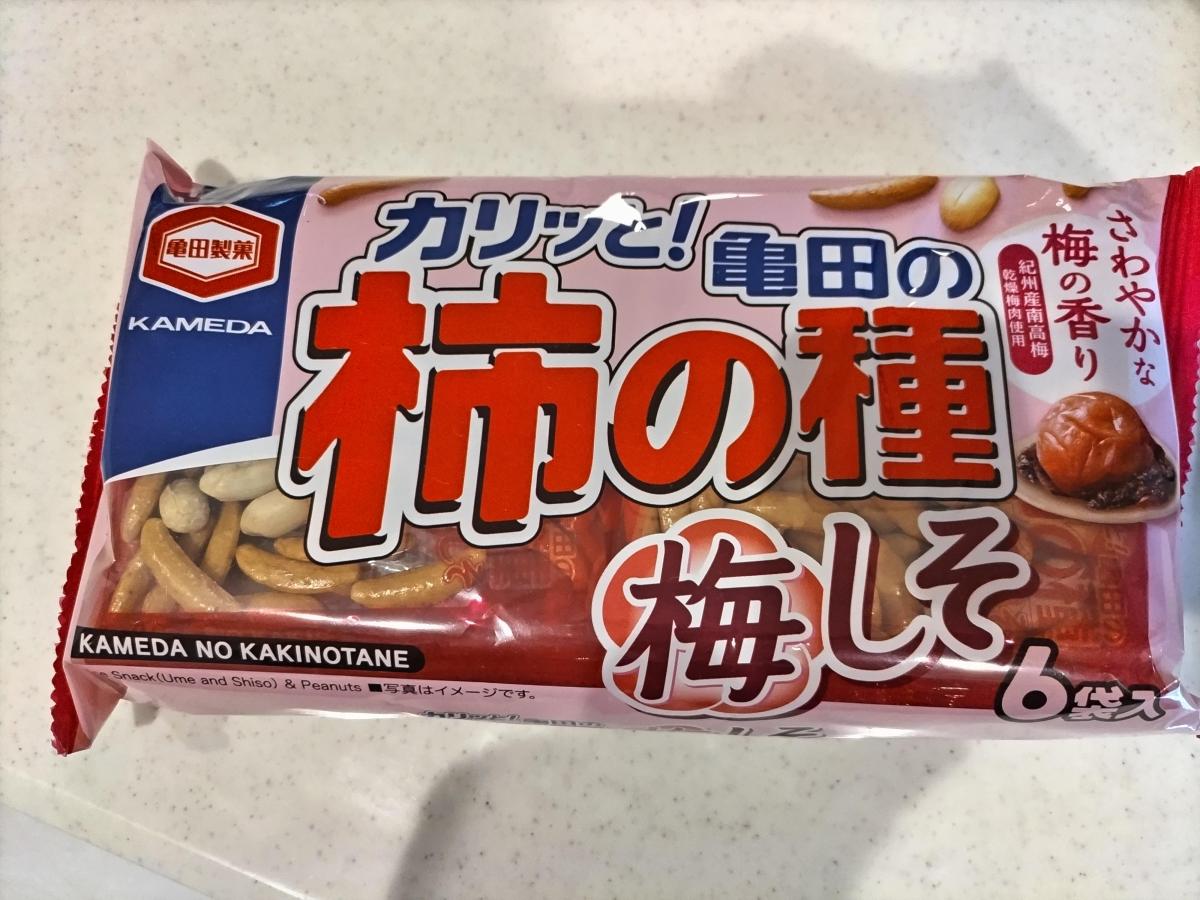 亀田製菓
KAMEDA
カリッと!
亀田の
柿の種
梅しそ
さわやかな
梅の香り
紀州産南高梅
乾燥梅肉使用
KAMEDA NO KAKINOTANE
Snack(Ume and Shiso) & Peanuts ■写真はイメージです。
6袋入